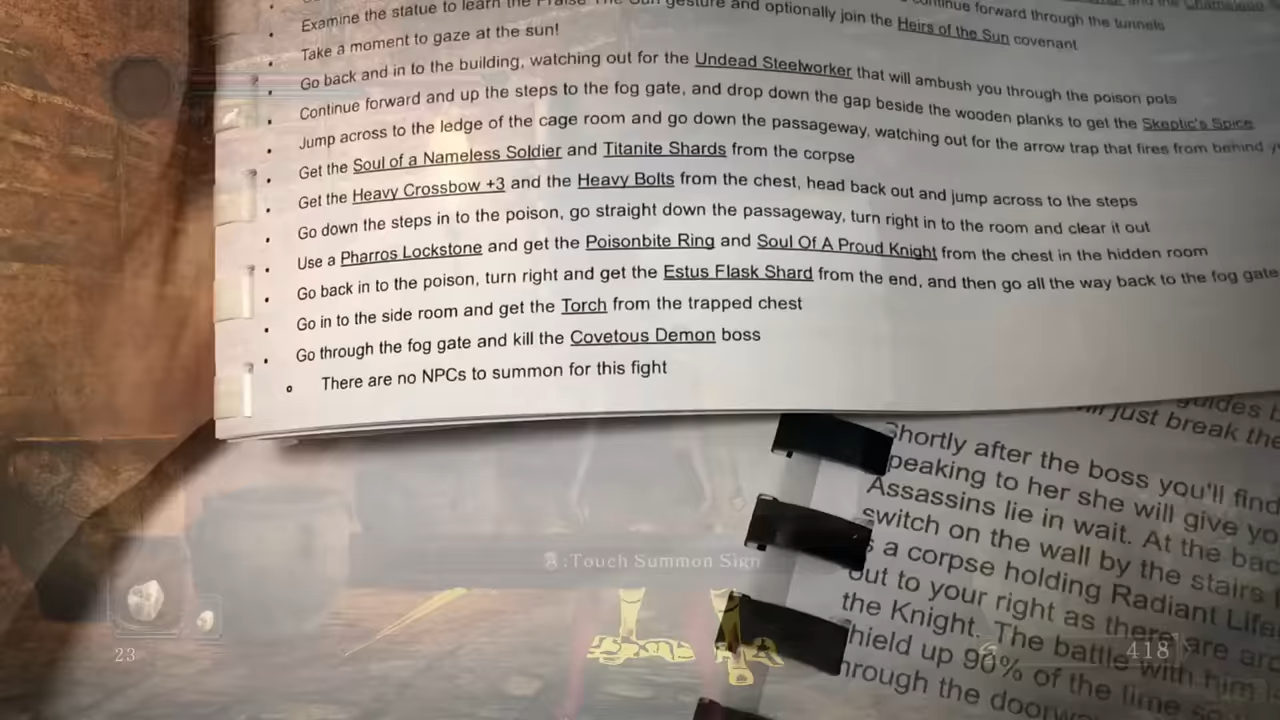 continue forward through the tunnels
Examine the statue to learn the Praise The Sun gesture and optionally join the Heirs of the Sun covenant
Take a moment to gaze at the sun!
Go back and in to the building, watching out for the Undead Steelworker that will ambush you through the poison pots
Continue forward and up the steps to the fog gate, and drop down the gap beside the wooden planks to get the Skeptic's Spice
Jump across to the ledge of the cage room and go down the passageway, watching out for the arrow trap that fires from behind
Get the Soul of a Nameless Soldier and Titanite Shards from the corpse
Get the Heavy Crossbow +3 and the Heavy Bolts from the chest, head back out and jump across to the steps
Go down the steps in to the poison, go straight down the passageway, turn right in to the room and clear it out
Use a Pharros Lockstone and get the Poisonbite Ring and Soul Of A Proud Knight from the chest in the hidden room
Go back in to the poison, turn right and get the Estus Flask Shard from the end, and then go all the way back to the fog gate
Go in to the side room and get the Torch from the trapped chest
Go through the fog gate and kill the Covetous Demon boss
There are no NPCs to summon for this fight
guides
just break the
Shortly after the boss you'll find
speaking to her she will give yo
Assassins lie in wait. At the bac
switch on the wall by the stairs
a corpse holding Radiant Life
out to your right as there are arc
the Knight. The battle with him is
shield up 90% of the time so
through the doorw
:Touch Summon Sign
23
418